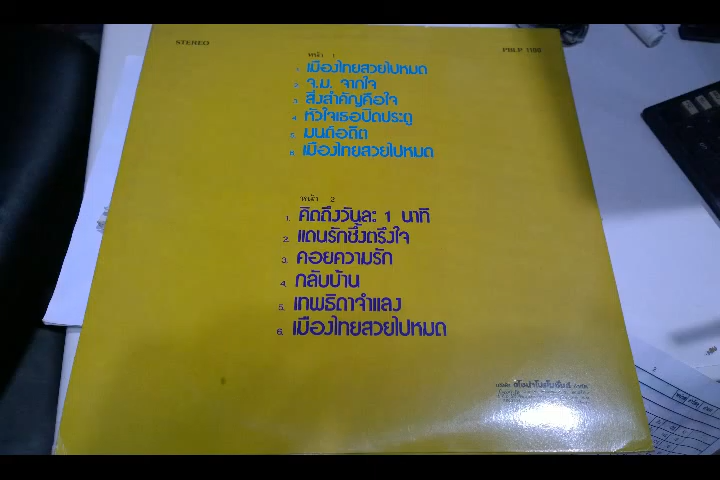 STEREO
PBLP. 1190
หน้า 1
1. เมืองไทยสวยไปหมด
2. จ.ม. จากใจ
3. สิ่งสำคัญคือใจ
4. หัวใจเธอปิดประตู
5. มนต์อดีต
6. เมืองไทยสวยไปหมด
หน้า 2
1. คิดถึงวันละ 1 นาที
2. แดนรักซึ้งตรึงใจ
3. คอยความรัก
4. กลับบ้าน
5. เทพธิดาจำแลง
6. เมืองไทยสวยไปหมด